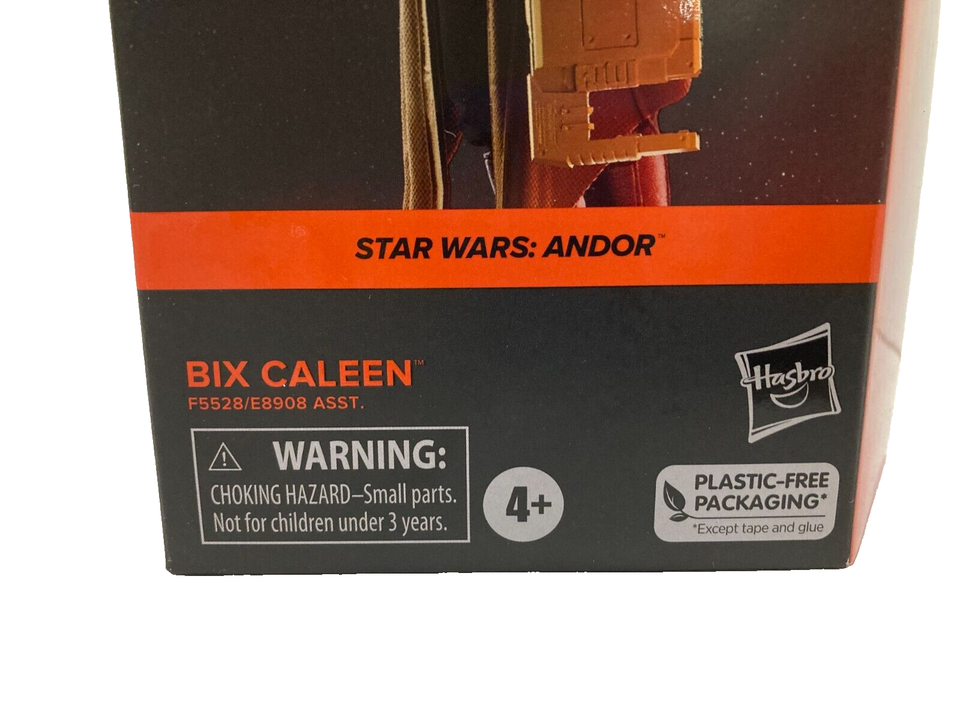 STAR WARS: ANDOR™
BIX CALEEN™
F5528/E8908 ASST.
Hasbro
WARNING:
CHOKING HAZARD–Small parts.
Not for children under 3 years.
4+
PLASTIC-FREE
PACKAGING*
*Except tape and glue